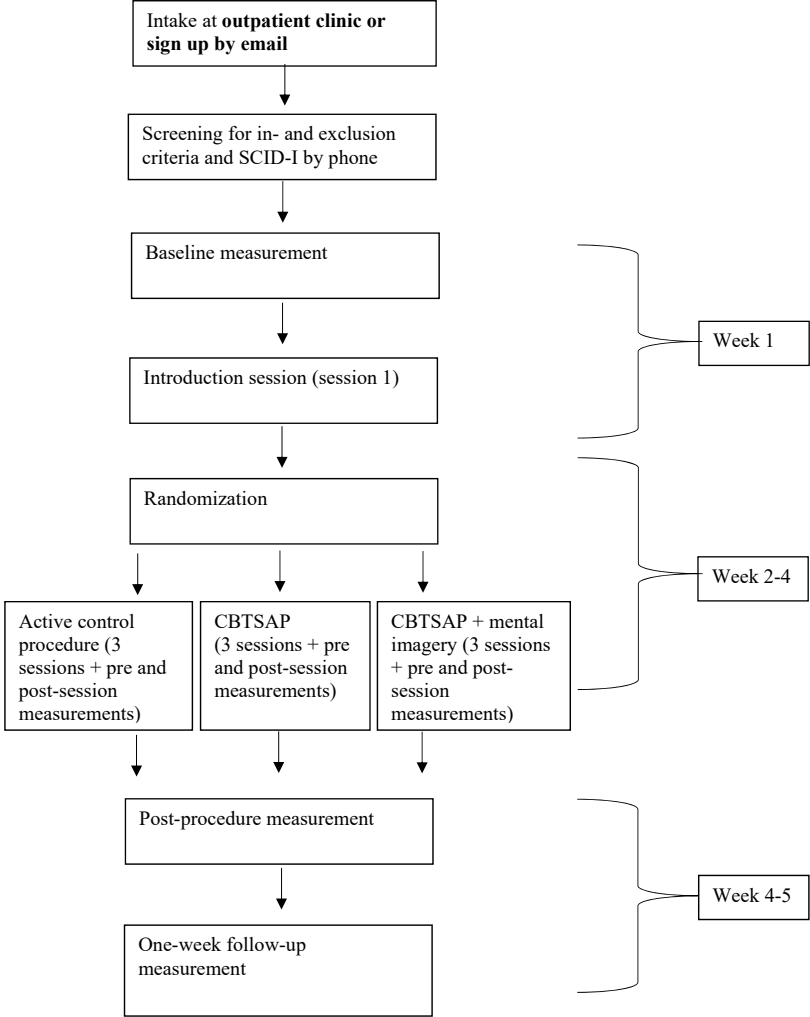 Intake at outpatient clinic or
sign up by email
Screening for in- and exclusion
criteria and SCID-I by phone
Baseline measurement
Week 1
Introduction session (session 1)
Randomization
Week 2-4
Active control
procedure (3
sessions + pre and
post-session
measurements)
CBTSAP
(3 sessions + pre
and post-session
measurements)
CBTSAP + mental
imagery (3 sessions
+ pre and post-
session
measurements)
Post-procedure measurement
Week 4-5
One-week follow-up
measurement